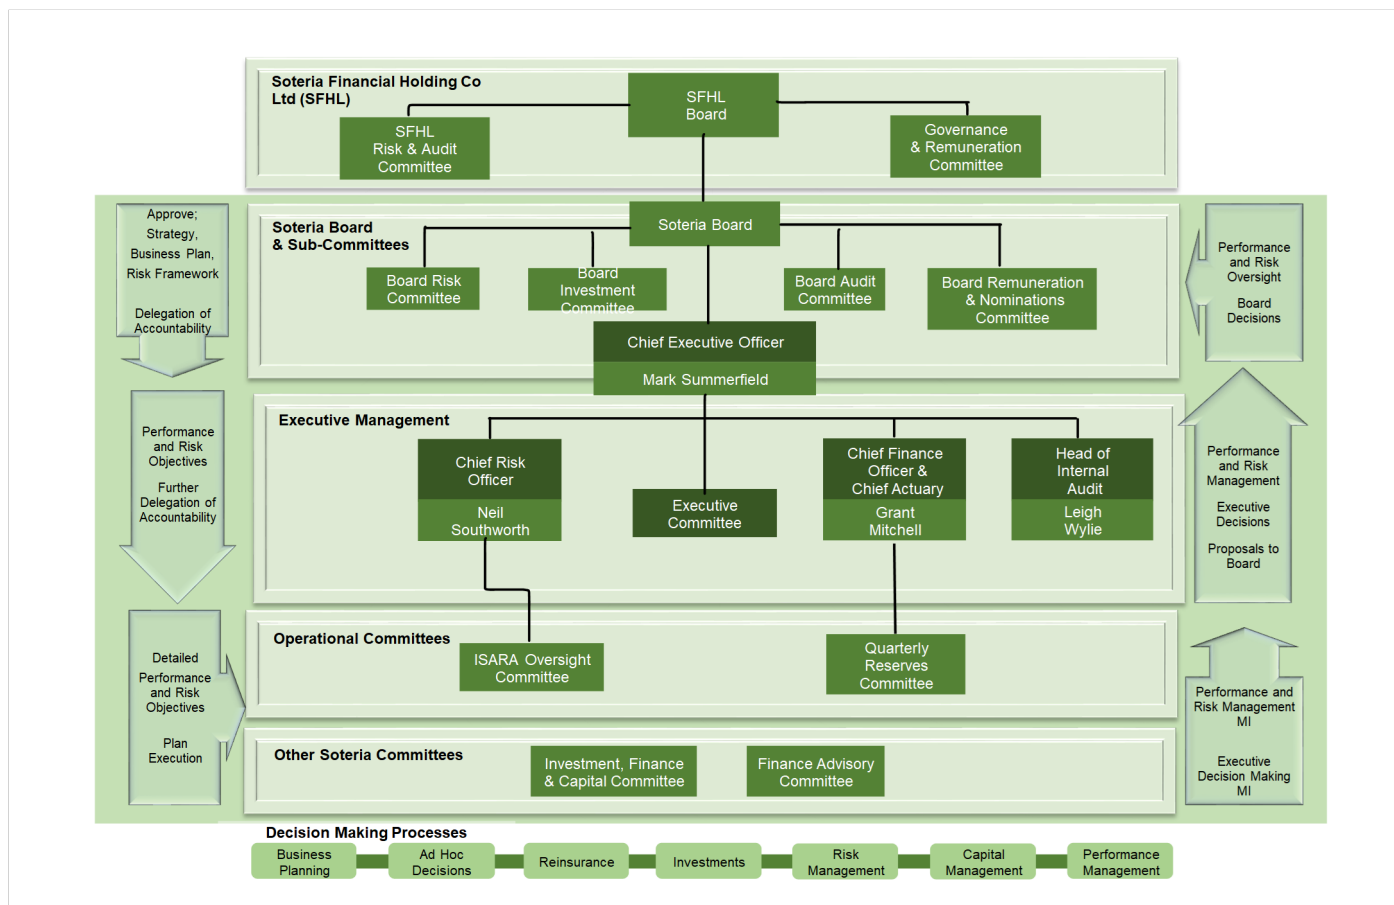 Soteria Financial Holding Co
Ltd (SFHL)
SFHL
Board
SFHL
Risk & Audit
Committee
Governance
& Remuneration
Committee
Approve;
Strategy,
Business Plan,
Risk Framework
Delegation of
Accountability
Soteria Board
& Sub-Committees
Soteria Board
Board Risk
Committee
Board
Investment
Committee
Board Audit
Committee
Board Remuneration
& Nominations
Committee
Chief Executive Officer
Mark Summerfield
Performance
and Risk
Oversight
Board
Decisions
Performance
and Risk
Objectives
Further
Delegation of
Accountability
Executive Management
Chief Risk
Officer
Neil
Southworth
Executive
Committee
Chief Finance
Officer &
Chief Actuary
Grant
Mitchell
Head of
Internal
Audit
Leigh
Wylie
Performance
and Risk
Management
Executive
Decisions
Proposals to
Board
Detailed
Performance
and Risk
Objectives
Plan
Execution
Operational Committees
ISARA Oversight
Committee
Quarterly
Reserves
Committee
Performance and
Risk Management
MI
Executive
Decision Making
MI
Other Soteria Committees
Investment, Finance
& Capital Committee
Finance Advisory
Committee
Decision Making Processes
Business
Planning
Ad Hoc
Decisions
Reinsurance
Investments
Risk
Management
Capital
Management
Performance
Management